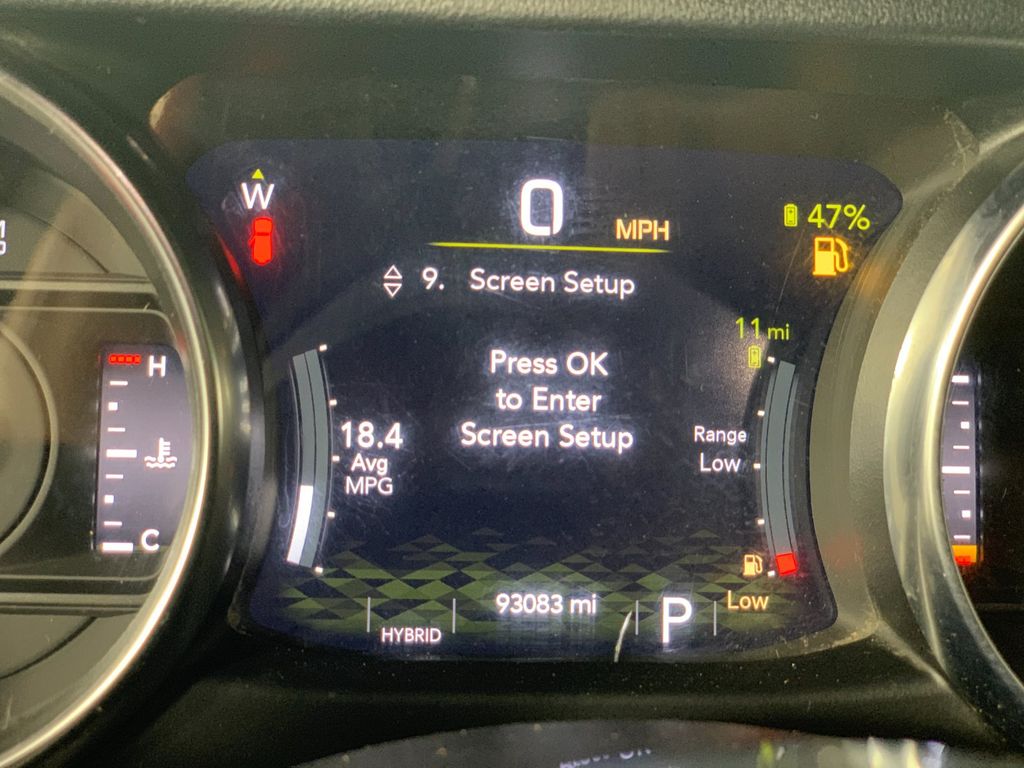 W
0 MPH
47%
9. Screen Setup
11 mi
Press OK
to Enter
Screen Setup
18.4
Avg
MPG
Range
Low
H
C
Low
93083 mi
P
HYBRID